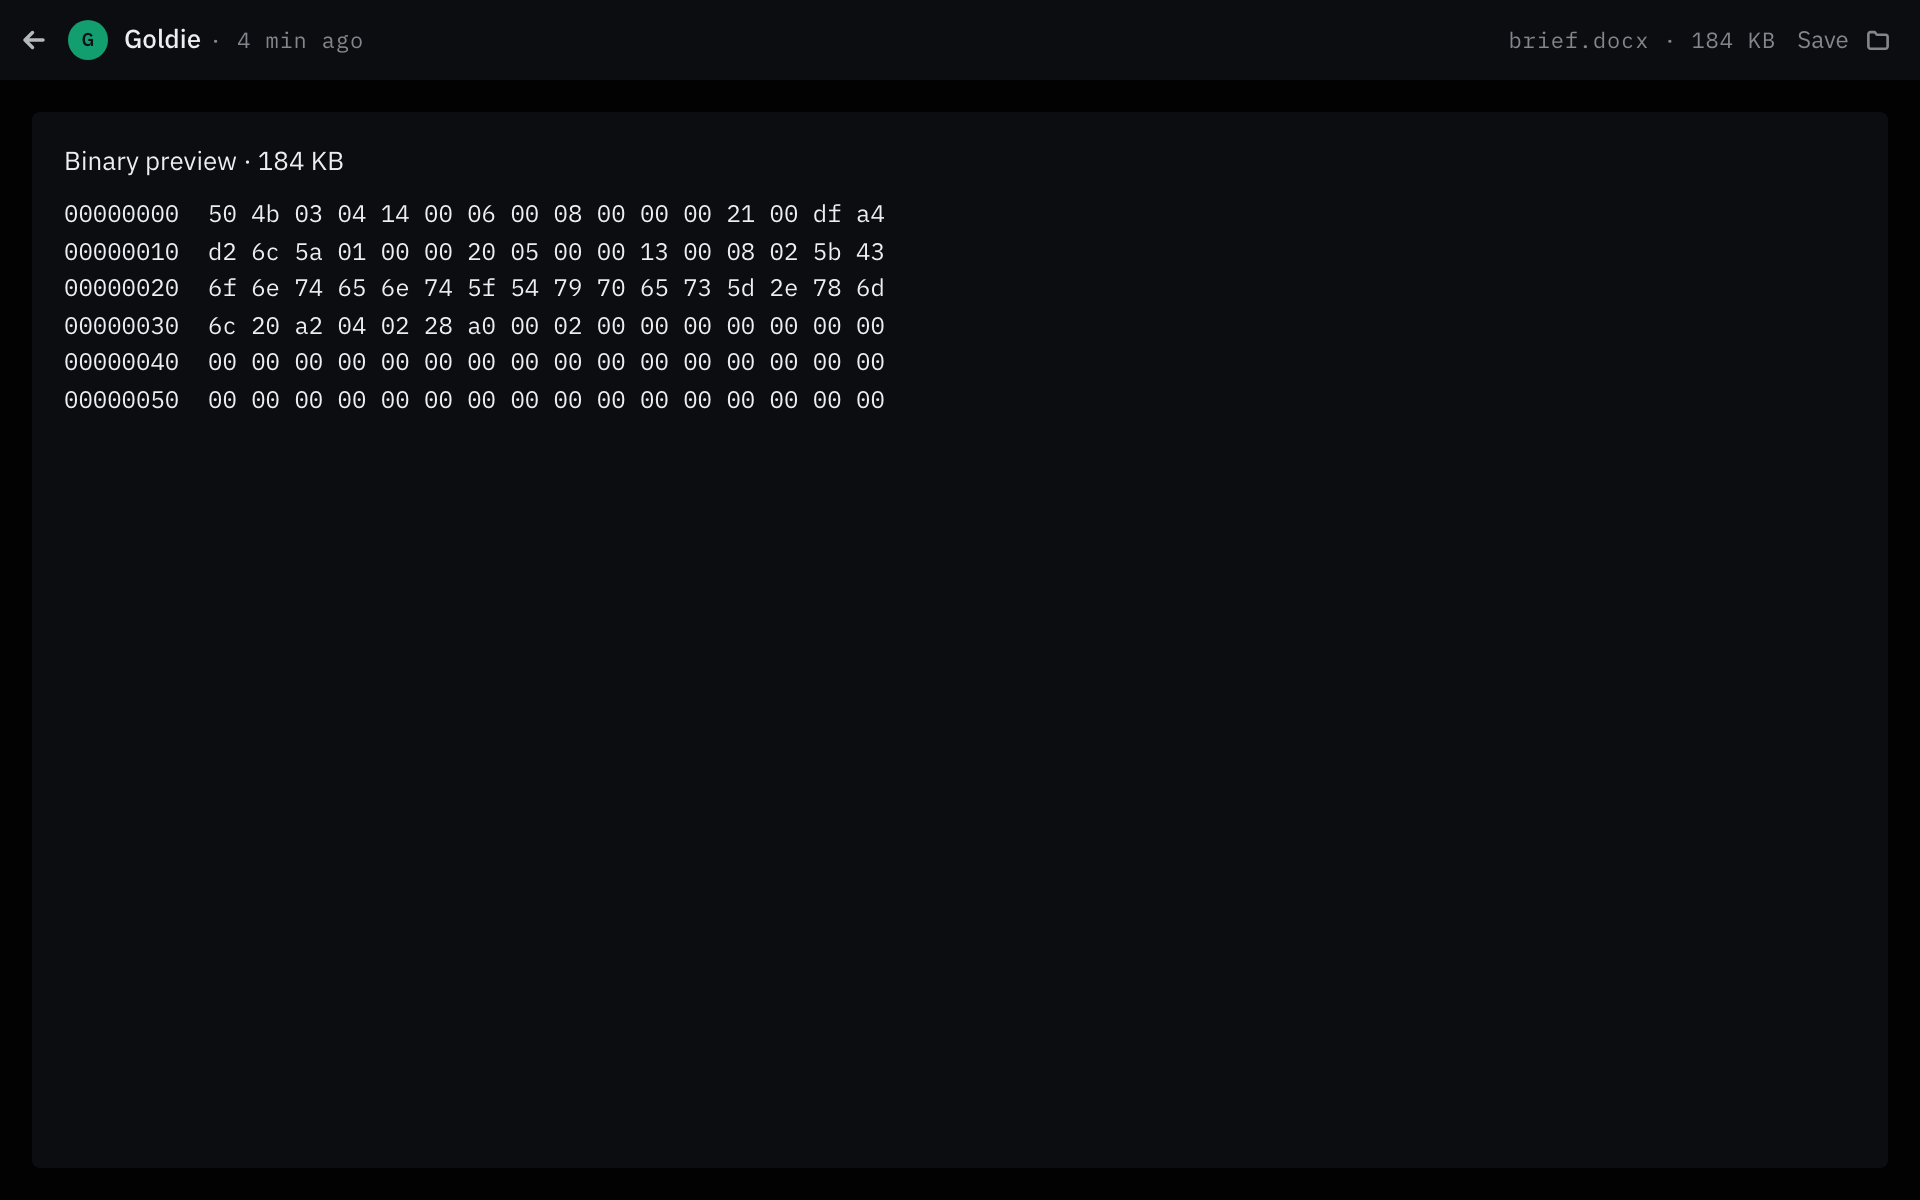 G Goldie · 4 min ago brief.docx · 184 KB Save
Binary preview · 184 KB
00000000 50 4b 03 04 14 00 06 00 08 00 00 00 21 00 df a4
00000010 d2 6c 5a 01 00 00 20 05 00 00 13 00 08 02 5b 43
00000020 6f 6e 74 65 6e 74 5f 54 79 70 65 73 5d 2e 78 6d
00000030 6c 20 a2 04 02 28 a0 00 02 00 00 00 00 00 00 00
00000040 00 00 00 00 00 00 00 00 00 00 00 00 00 00 00 00
00000050 00 00 00 00 00 00 00 00 00 00 00 00 00 00 00 00